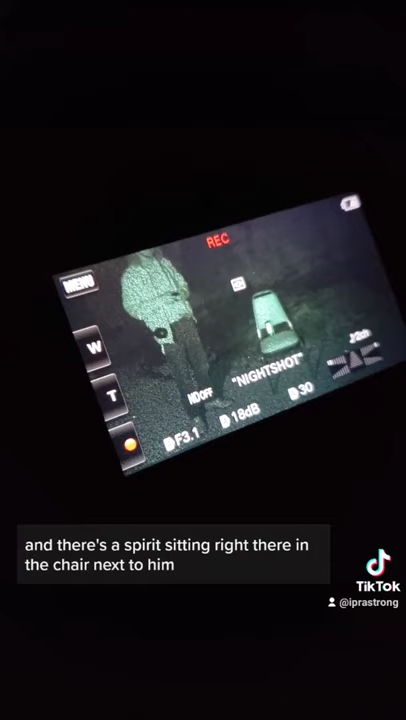 REC
MENU
W
T
"NIGHTSHOT"
ND OFF
F3.1
18dB
30
2ch
and there's a spirit sitting right there in
the chair next to him
TikTok
@iprastrong